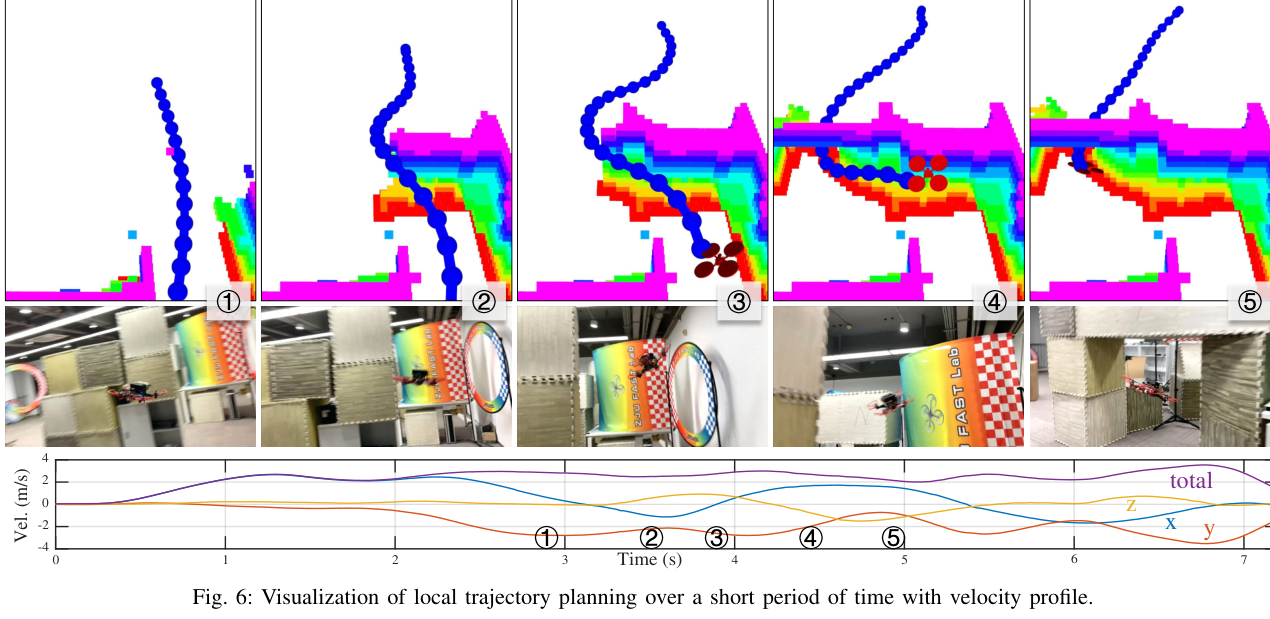 ①
②
③
④
⑤
ZJU FAST Lab
FAST Lab
Vel. (m/s)
4
2
0
-2
-4
total
z
x
y
①
②
③
④
⑤
0
1
2
3
4
5
6
7
Time (s)
Fig. 6: Visualization of local trajectory planning over a short period of time with velocity profile.